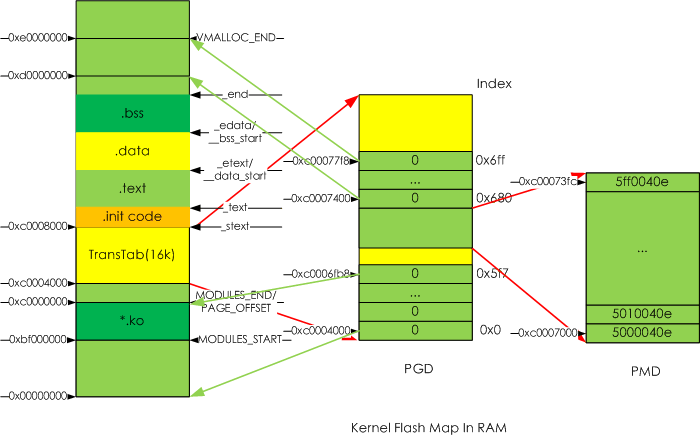 0xe0000000
VMALLOC_END
0xd0000000
_end
.bss
_edata/
__bss_start
.data
_etext/
__data_start
.text
_text
.init code
0xc0008000
_stext
TransTab(16k)
0xc0004000
0xc0000000
MODULES_END/
PAGE_OFFSET
*.ko
0xbf000000
MODULES_START
0x00000000
Index
0xc00077f8
0
0x6ff
...
0xc0007400
0
0x680
0xc0006fb8
0
0x5f7
...
0
0xc0004000
0
0x0
PGD
0xc00073fc
5ff0040e
...
5010040e
0xc0007000
5000040e
PMD
Kernel Flash Map In RAM